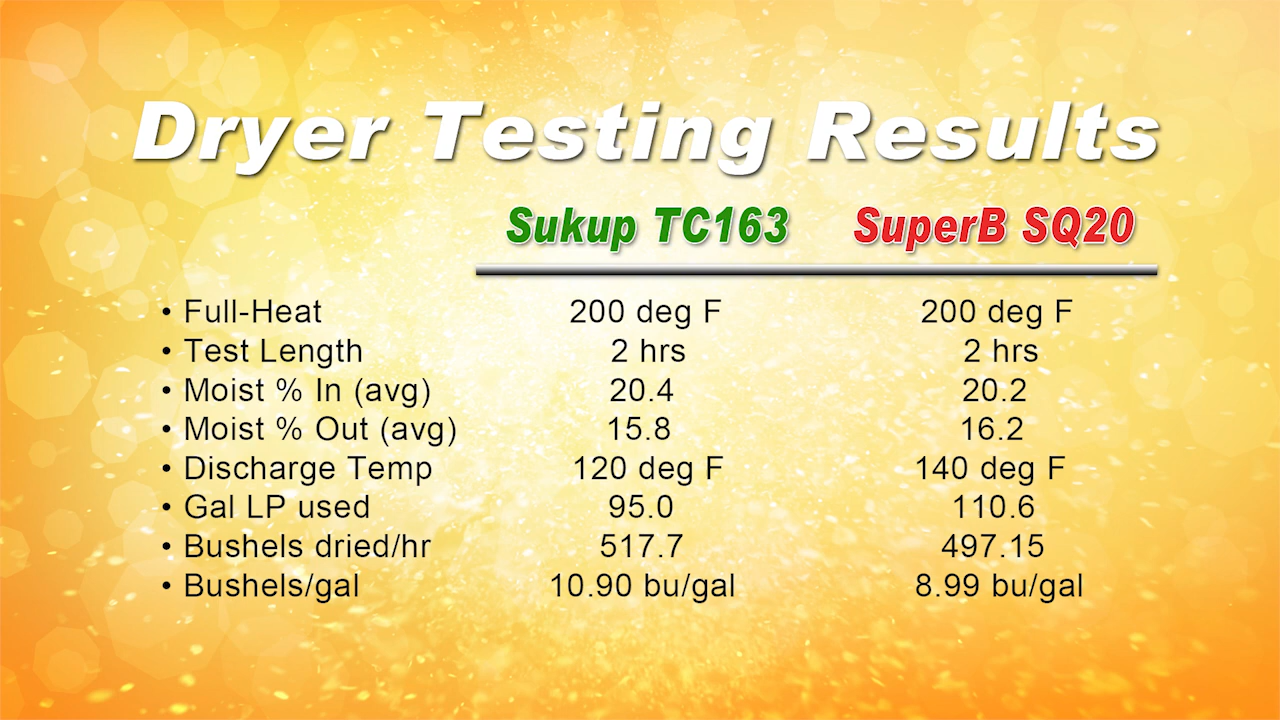 Dryer Testing Results
Sukup TC163 SuperB SQ20
• Full-Heat 200 deg F 200 deg F
• Test Length 2 hrs 2 hrs
• Moist % In (avg) 20.4 20.2
• Moist % Out (avg) 15.8 16.2
• Discharge Temp 120 deg F 140 deg F
• Gal LP used 95.0 110.6
• Bushels dried/hr 517.7 497.15
• Bushels/gal 10.90 bu/gal 8.99 bu/gal